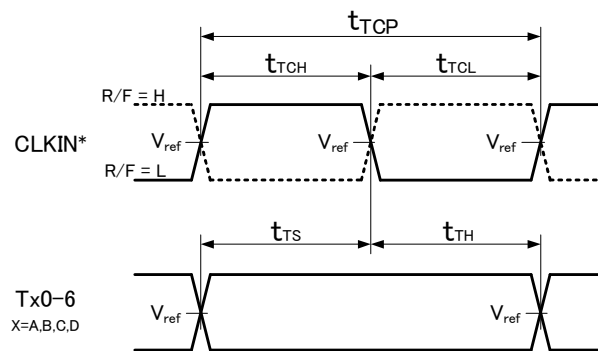 tTCP
tTCH
tTCL
R/F = H
CLKIN*
Vref
Vref
Vref
R/F = L
tTS
tTH
Tx0-6
X=A,B,C,D
Vref
Vref